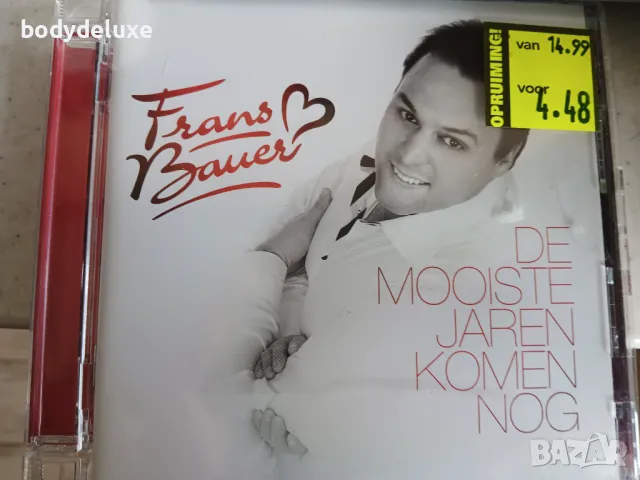 bodydeluxe
Frans
Bauer
OPRUIMING!
van 14.99
voor
4.48
DE
MOOISTE
JAREN
KOMEN
NOG
BAZAR